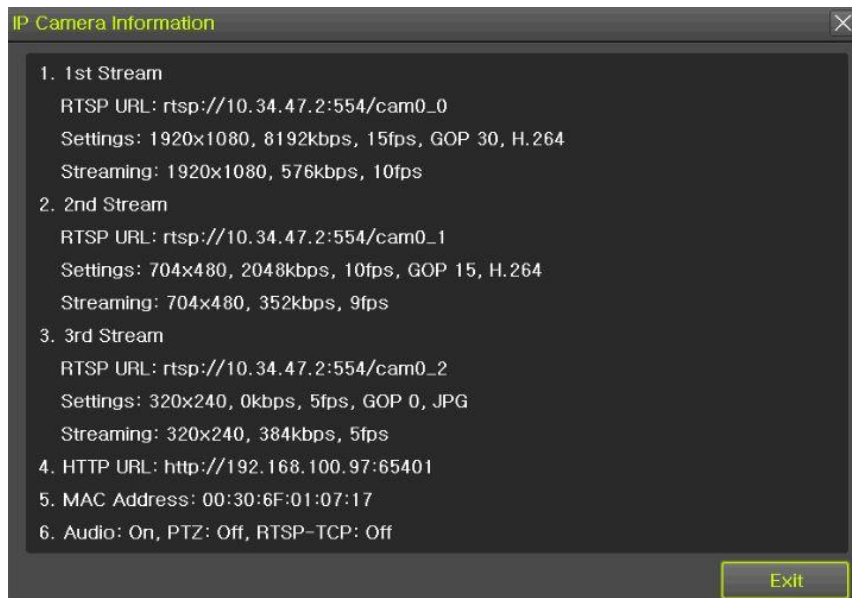 IP Camera Information
1. 1st Stream
RTSP URL: rtsp://10.34.47.2:554/cam0_0
Settings: 1920x1080, 8192kbps, 15fps, GOP 30, H.264
Streaming: 1920x1080, 576kbps, 10fps
2. 2nd Stream
RTSP URL: rtsp://10.34.47.2:554/cam0_1
Settings: 704x480, 2048kbps, 10fps, GOP 15, H.264
Streaming: 704x480, 352kbps, 9fps
3. 3rd Stream
RTSP URL: rtsp://10.34.47.2:554/cam0_2
Settings: 320x240, 0kbps, 5fps, GOP 0, JPG
Streaming: 320x240, 384kbps, 5fps
4. HTTP URL: http://192.168.100.97:65401
5. MAC Address: 00:30:6F:01:07:17
6. Audio: On, PTZ: Off, RTSP-TCP: Off
Exit